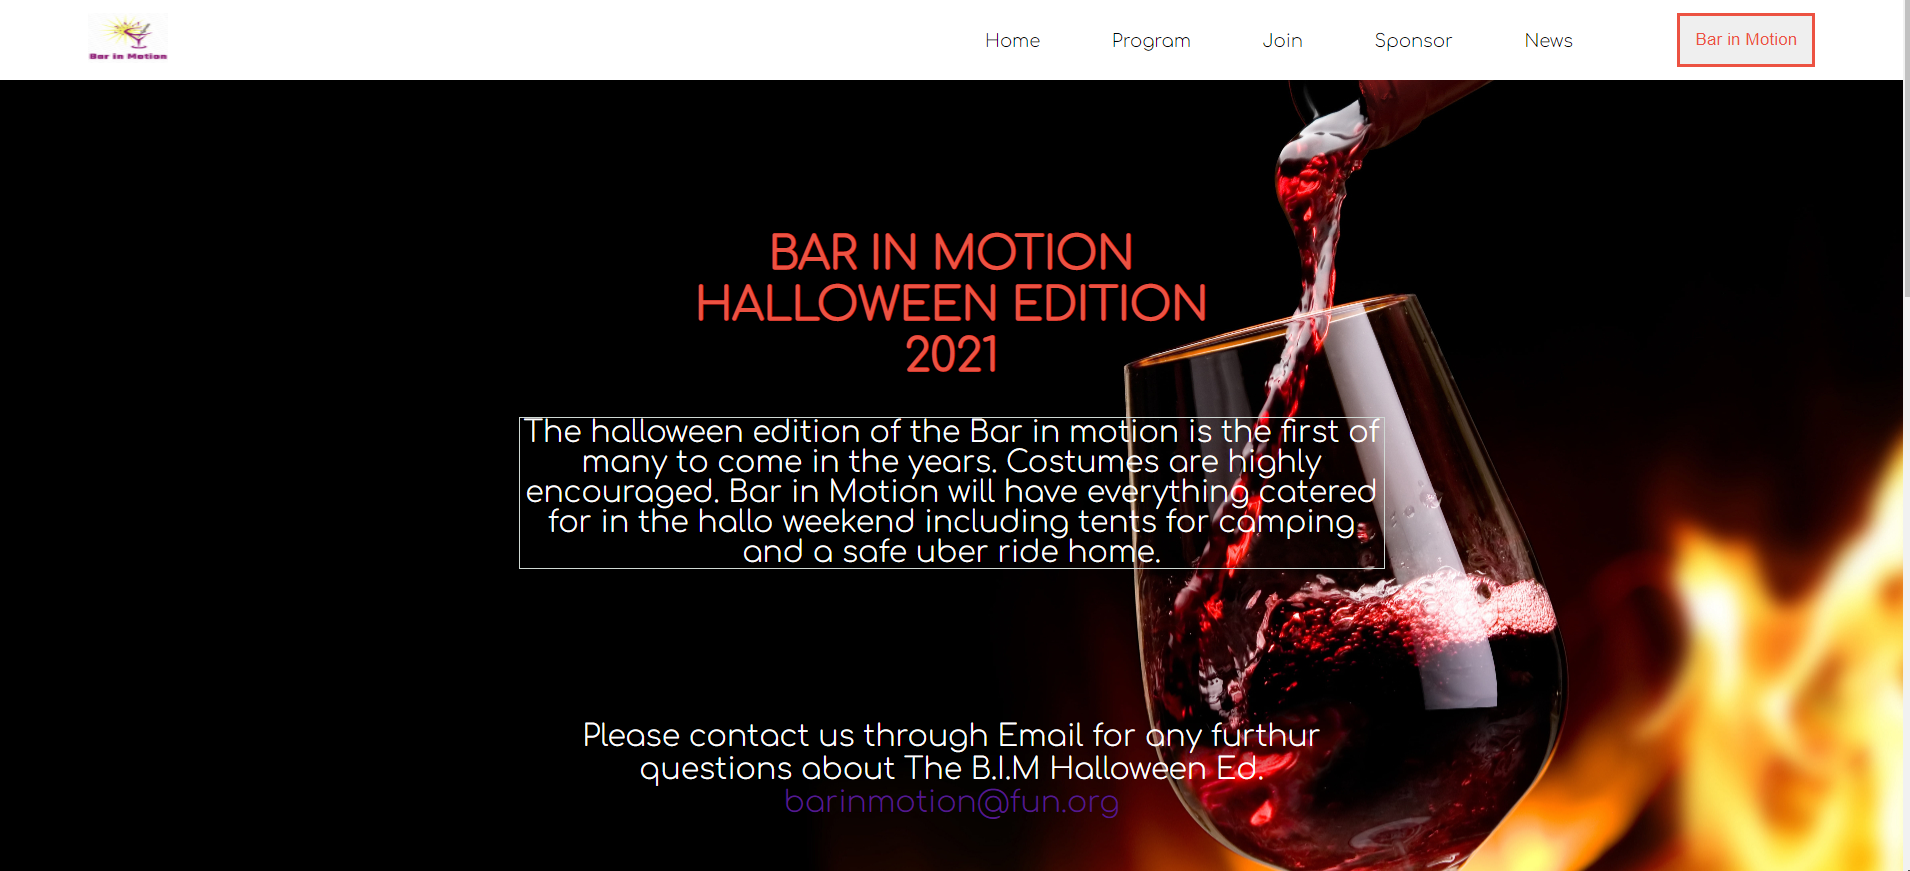 Bar in Motion
Home Program Join Sponsor News Bar in Motion
BAR IN MOTION
HALLOWEEN EDITION
2021
The halloween edition of the Bar in motion is the first of
many to come in the years. Costumes are highly
encouraged. Bar in Motion will have everything catered
for in the hallo weekend including tents for camping
and a safe uber ride home.
Please contact us through Email for any furthur
questions about The B.I.M Halloween Ed.
barinmotion@fun.org